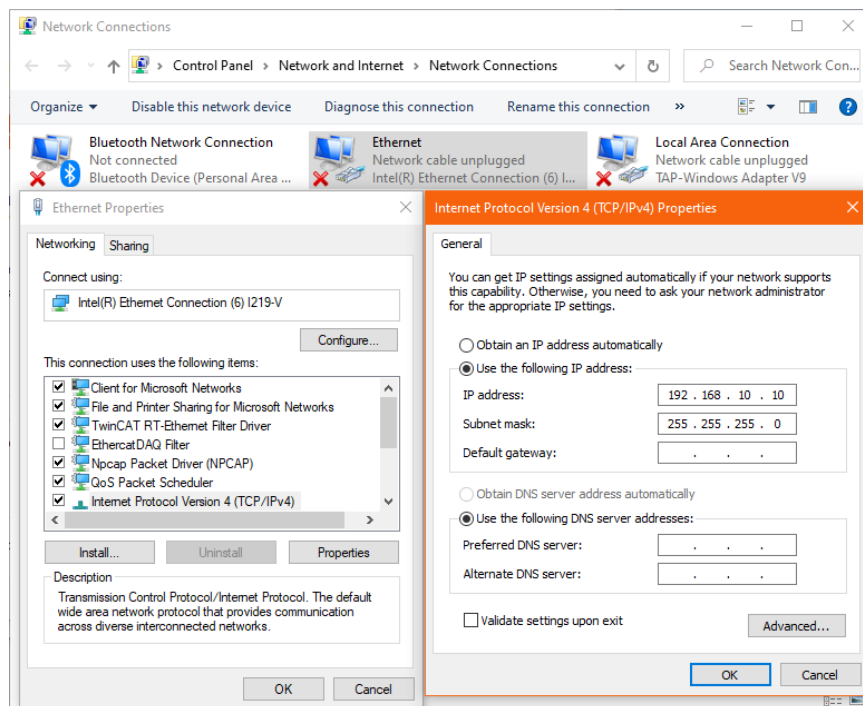 Network Connections
Control Panel > Network and Internet > Network Connections
Search Network Con...
Organize
Disable this network device
Diagnose this connection
Rename this connection
»
?
Bluetooth Network Connection
Not connected
Bluetooth Device (Personal Area ...
Ethernet
Network cable unplugged
Intel(R) Ethernet Connection (6) I...
Local Area Connection
Network cable unplugged
TAP-Windows Adapter V9
Ethernet Properties
Networking
Sharing
Connect using:
Intel(R) Ethernet Connection (6) I219-V
Configure...
This connection uses the following items:
Client for Microsoft Networks
File and Printer Sharing for Microsoft Networks
TwinCAT RT-Ethernet Filter Driver
EthercatDAQ Filter
Npcap Packet Driver (NPCAP)
QoS Packet Scheduler
Internet Protocol Version 4 (TCP/IPv4)
Install...
Uninstall
Properties
Description
Transmission Control Protocol/Internet Protocol. The default
wide area network protocol that provides communication
across diverse interconnected networks.
OK
Cancel
Internet Protocol Version 4 (TCP/IPv4) Properties
General
You can get IP settings assigned automatically if your network supports
this capability. Otherwise, you need to ask your network administrator
for the appropriate IP settings.
Obtain an IP address automatically
Use the following IP address:
IP address:
192 . 168 . 10 . 10
Subnet mask:
255 . 255 . 255 . 0
Default gateway:
. . .
Obtain DNS server address automatically
Use the following DNS server addresses:
Preferred DNS server:
. . .
Alternate DNS server:
. . .
Validate settings upon exit
Advanced...
OK
Cancel